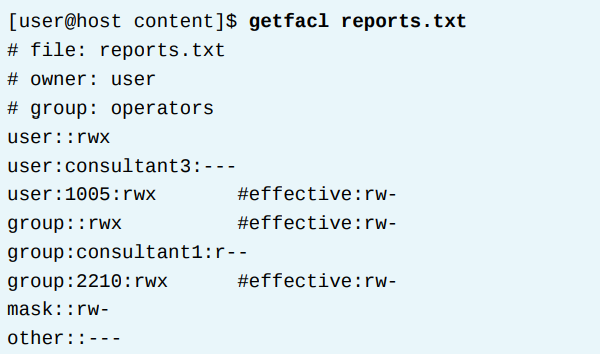 [user@host content]$ getfacl reports.txt
# file: reports.txt
# owner: user
# group: operators
user::rwx
user:consultant3:---
user:1005:rwx       #effective:rw-
group::rwx          #effective:rw-
group:consultant1:r--
group:2210:rwx      #effective:rw-
mask::rw-
other::---